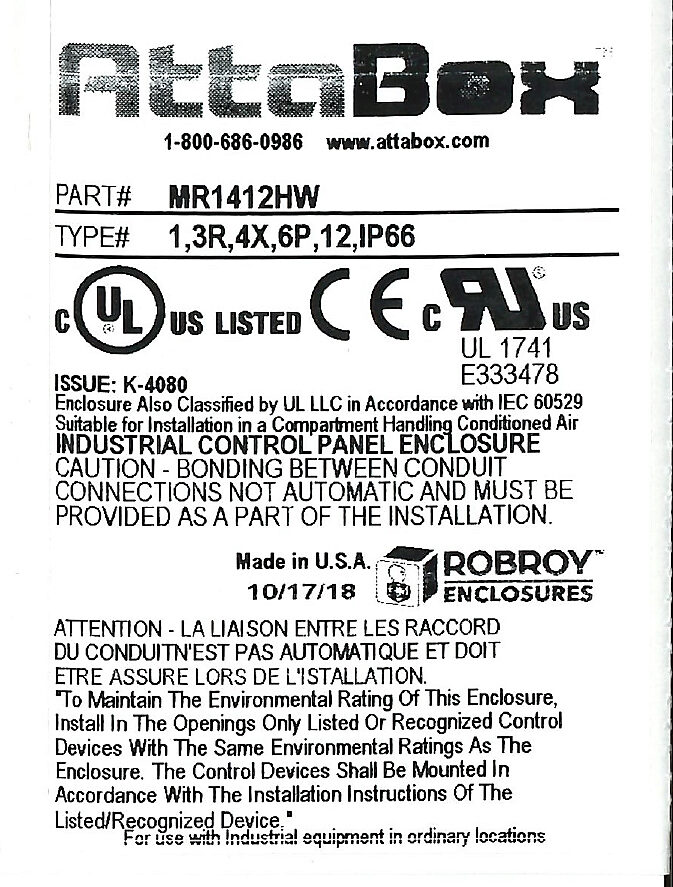 AttaBox™
1-800-686-0986 www.attabox.com
PART# MR1412HW
TYPE# 1,3R,4X,6P,12,IP66
C UL ® US LISTED CE C RU ® US
UL 1741
E333478
ISSUE: K-4080
Enclosure Also Classified by UL LLC in Accordance with IEC 60529
Suitable for Installation in a Compartment Handling Conditioned Air
INDUSTRIAL CONTROL PANEL ENCLOSURE
CAUTION - BONDING BETWEEN CONDUIT
CONNECTIONS NOT AUTOMATIC AND MUST BE
PROVIDED AS A PART OF THE INSTALLATION.
Made in U.S.A.
10/17/18
ROBROY™
ENCLOSURES
ATTENTION - LA LIAISON ENTRE LES RACCORD
DU CONDUITN'EST PAS AUTOMATIQUE ET DOIT
ETRE ASSURE LORS DE L'ISTALLATION.
"To Maintain The Environmental Rating Of This Enclosure,
Install In The Openings Only Listed Or Recognized Control
Devices With The Same Environmental Ratings As The
Enclosure. The Control Devices Shall Be Mounted In
Accordance With The Installation Instructions Of The
Listed/Recognized Device."
For use with Industrial equipment in ordinary locations